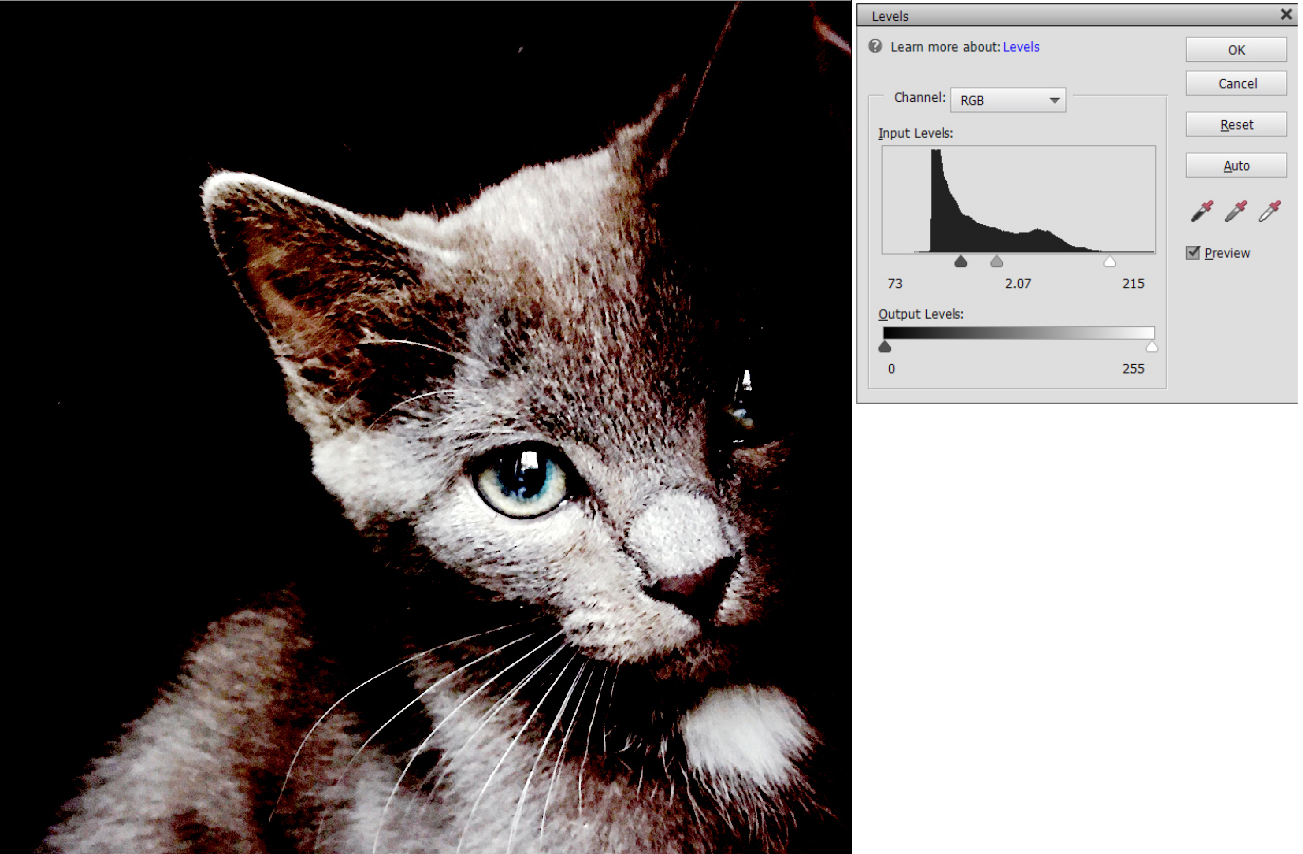 Levels
Learn more about: Levels
OK
Cancel
Channel: RGB
Reset
Input Levels:
Auto
Preview
73 2.07 215
Output Levels:
0 255